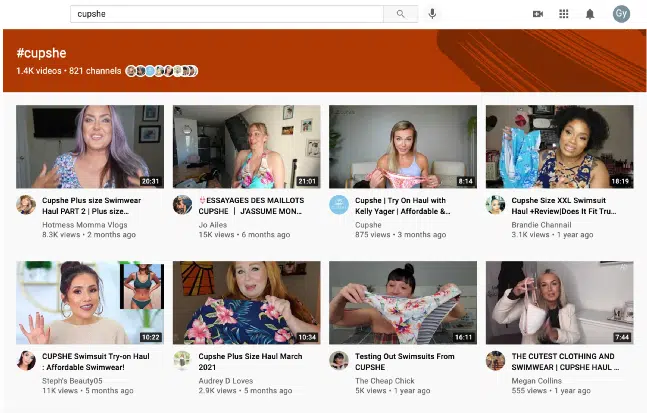 cupshe
Gy
#cupshe
1.4K videos • 821 channels
20:31
21:01
8:14
18:19
Cupshe Plus size Swimwear
Haul PART 2 | Plus size...
Hotmess Momma Vlogs
8.3K views • 2 months ago
👙ESSAYAGES DES MAILLOTS
CUPSHE | J'ASSUME MON...
Jo Ailes
15K views • 6 months ago
Cupshe | Try On Haul with
Kelly Yager | Affordable &...
Cupshe
875 views • 3 months ago
Cupshe Size XXL Swimsuit
Haul +Review|Does It Fit Tru...
Brandie Channail
3.1K views • 1 year ago
10:22
10:34
16:11
7:44
CUPSHE Swimsuit Try-on Haul
: Affordable Swimwear!
Steph's Beauty05
11K views • 5 months ago
Cupshe Plus Size Haul March
2021
Audrey D Loves
2.9K views • 5 months ago
Testing Out Swimsuits From
CUPSHE
The Cheap Chick
5K views • 1 year ago
THE CUTEST CLOTHING AND
SWIMWEAR | CUPSHE HAUL ...
Megan Collins
555 views • 1 year ago